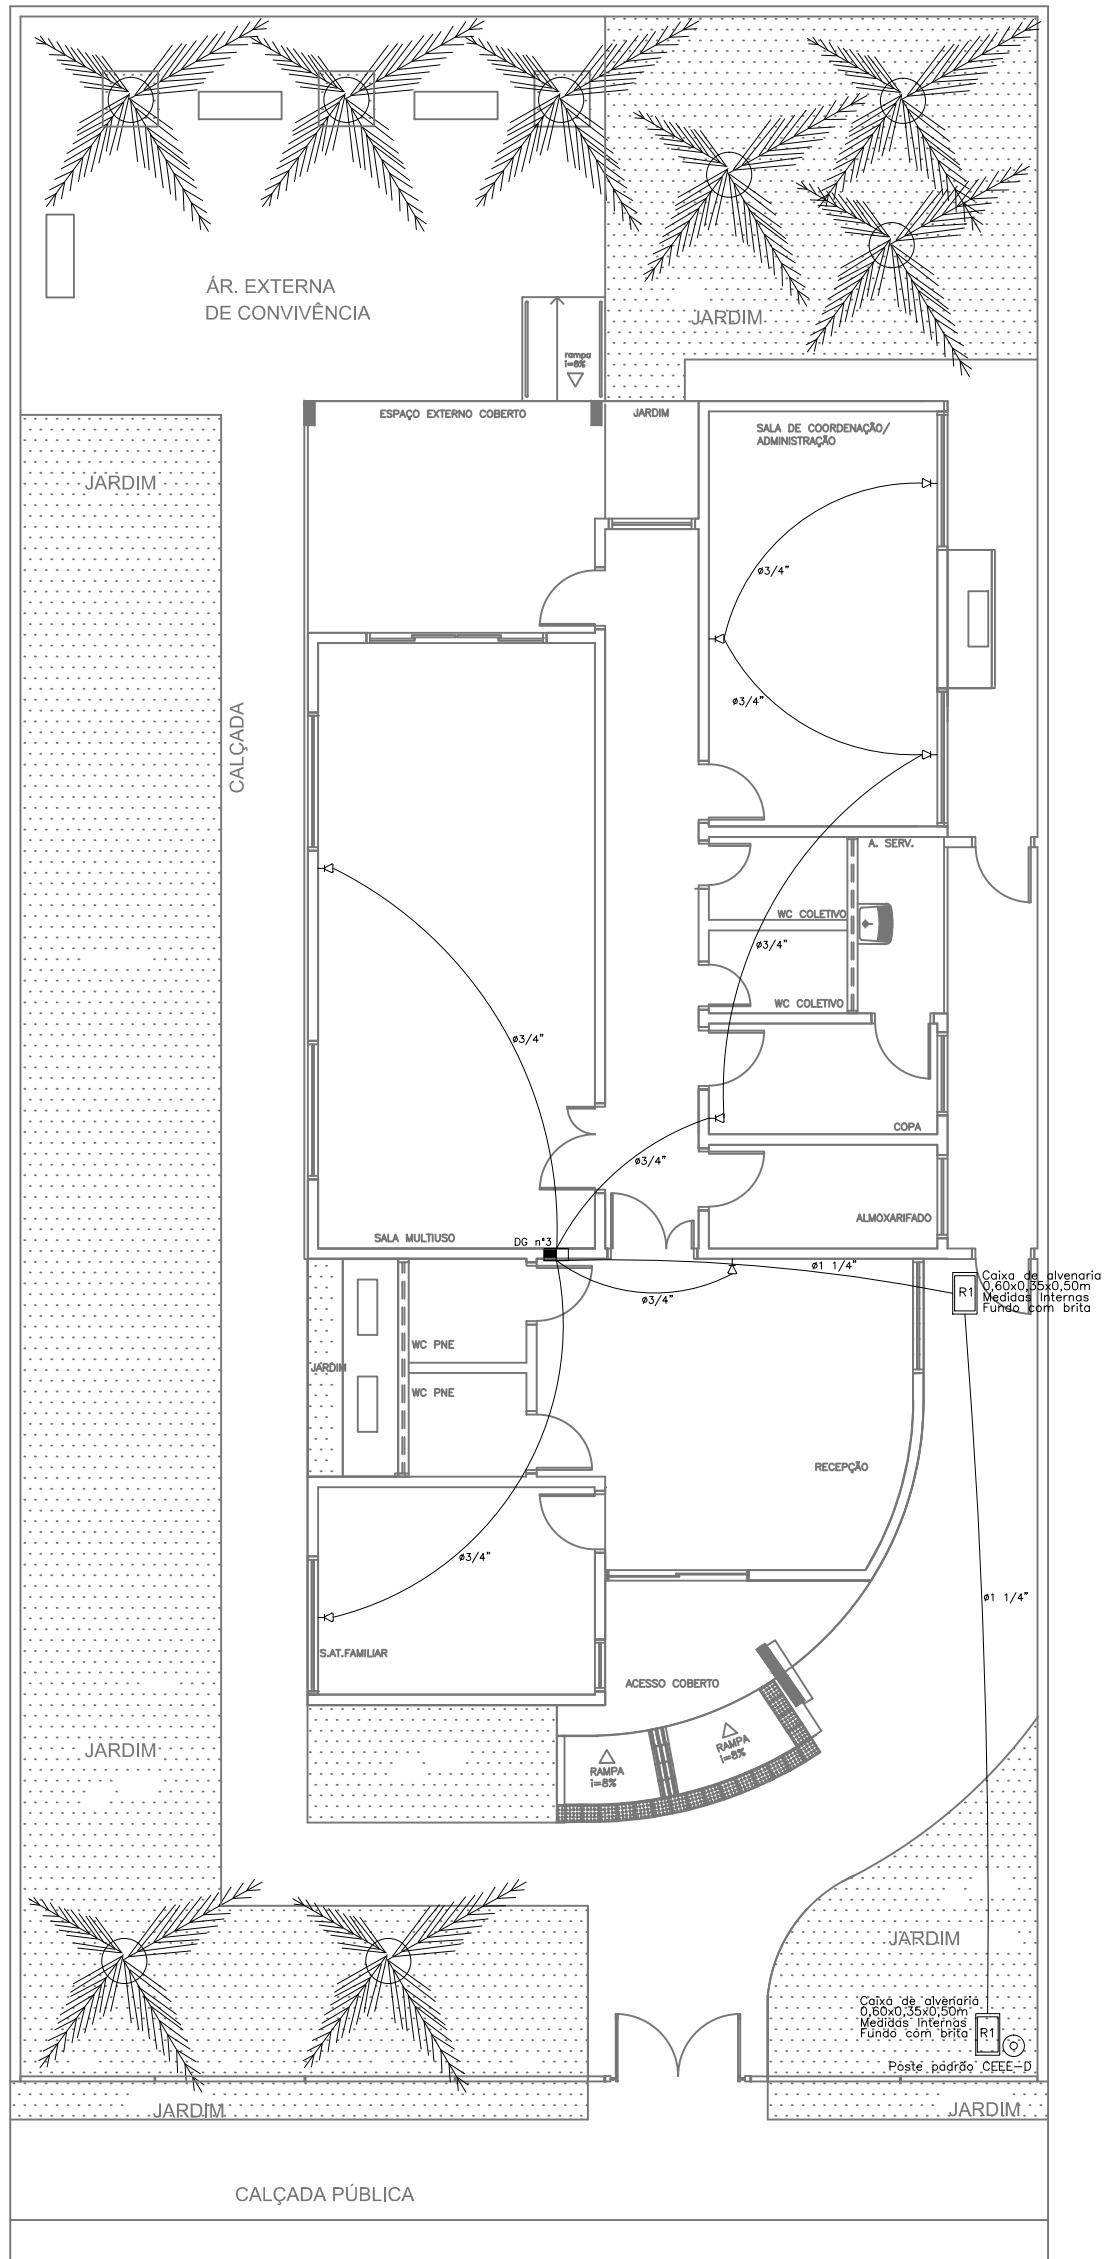 ÁR. EXTERNA
DE CONVIVÊNCIA
JARDIM
rampa
i=8%
ESPAÇO EXTERNO COBERTO
JARDIM
SALA DE COORDENAÇÃO/
ADMINISTRAÇÃO
JARDIM
ø3/4"
ø3/4"
CALÇADA
A. SERV.
WC COLETIVO
ø3/4"
WC COLETIVO
ø3/4"
COPA
ø3/4"
ALMOXARIFADO
SALA MULTIUSO
DG n°3
ø1 1/4"
ø3/4"
R1
Caixa de alvenaria
0,60x0,35x0,50m
Medidas Internas
Fundo com brita
WC PNE
JARDIM
WC PNE
RECEPÇÃO
ø3/4"
ø1 1/4"
S.AT.FAMILIAR
ACESSO COBERTO
JARDIM
RAMPA
i=8%
RAMPA
i=8%
JARDIM
Caixa de alvenaria
0,60x0,35x0,50m
Medidas Internas
Fundo com brita
R1
Poste padrão CEEE-D
JARDIM
JARDIM
CALÇADA PÚBLICA